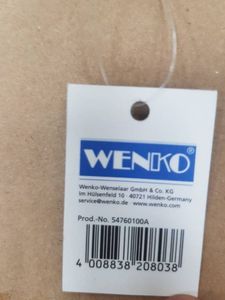 WENKO
Wenko-Wenselaar GmbH & Co. KG
Im Hülsenfeld 10 · 40721 Hilden-Germany
service@wenko.de · www.wenko.com
Prod.-No. 54760100A
4 008838 208038